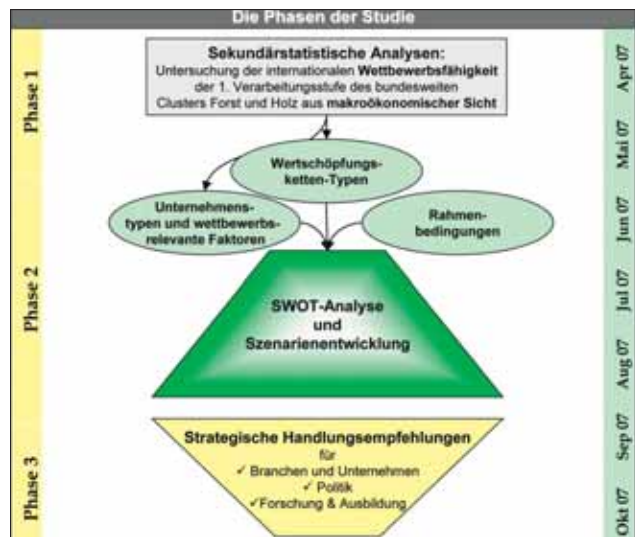 Die Phasen der Studie
Phase 1
Sekundärstatistische Analysen:
Untersuchung der internationalen Wettbewerbsfähigkeit
der 1. Verarbeitungsstufe des bundesweiten
Clusters Forst und Holz aus makroökonomischer Sicht
Apr 07
Mai 07
Wertschöpfungs-
ketten-Typen
Unternehmens-
typen und wettbewerbs-
relevante Faktoren
Rahmen-
bedingungen
Jun 07
Phase 2
SWOT-Analyse
und
Szenarienentwicklung
Jul 07
Aug 07
Phase 3
Strategische Handlungsempfehlungen
für
✓ Branchen und Unternehmen
✓ Politik
✓Forschung & Ausbildung
Sep 07
Okt 07